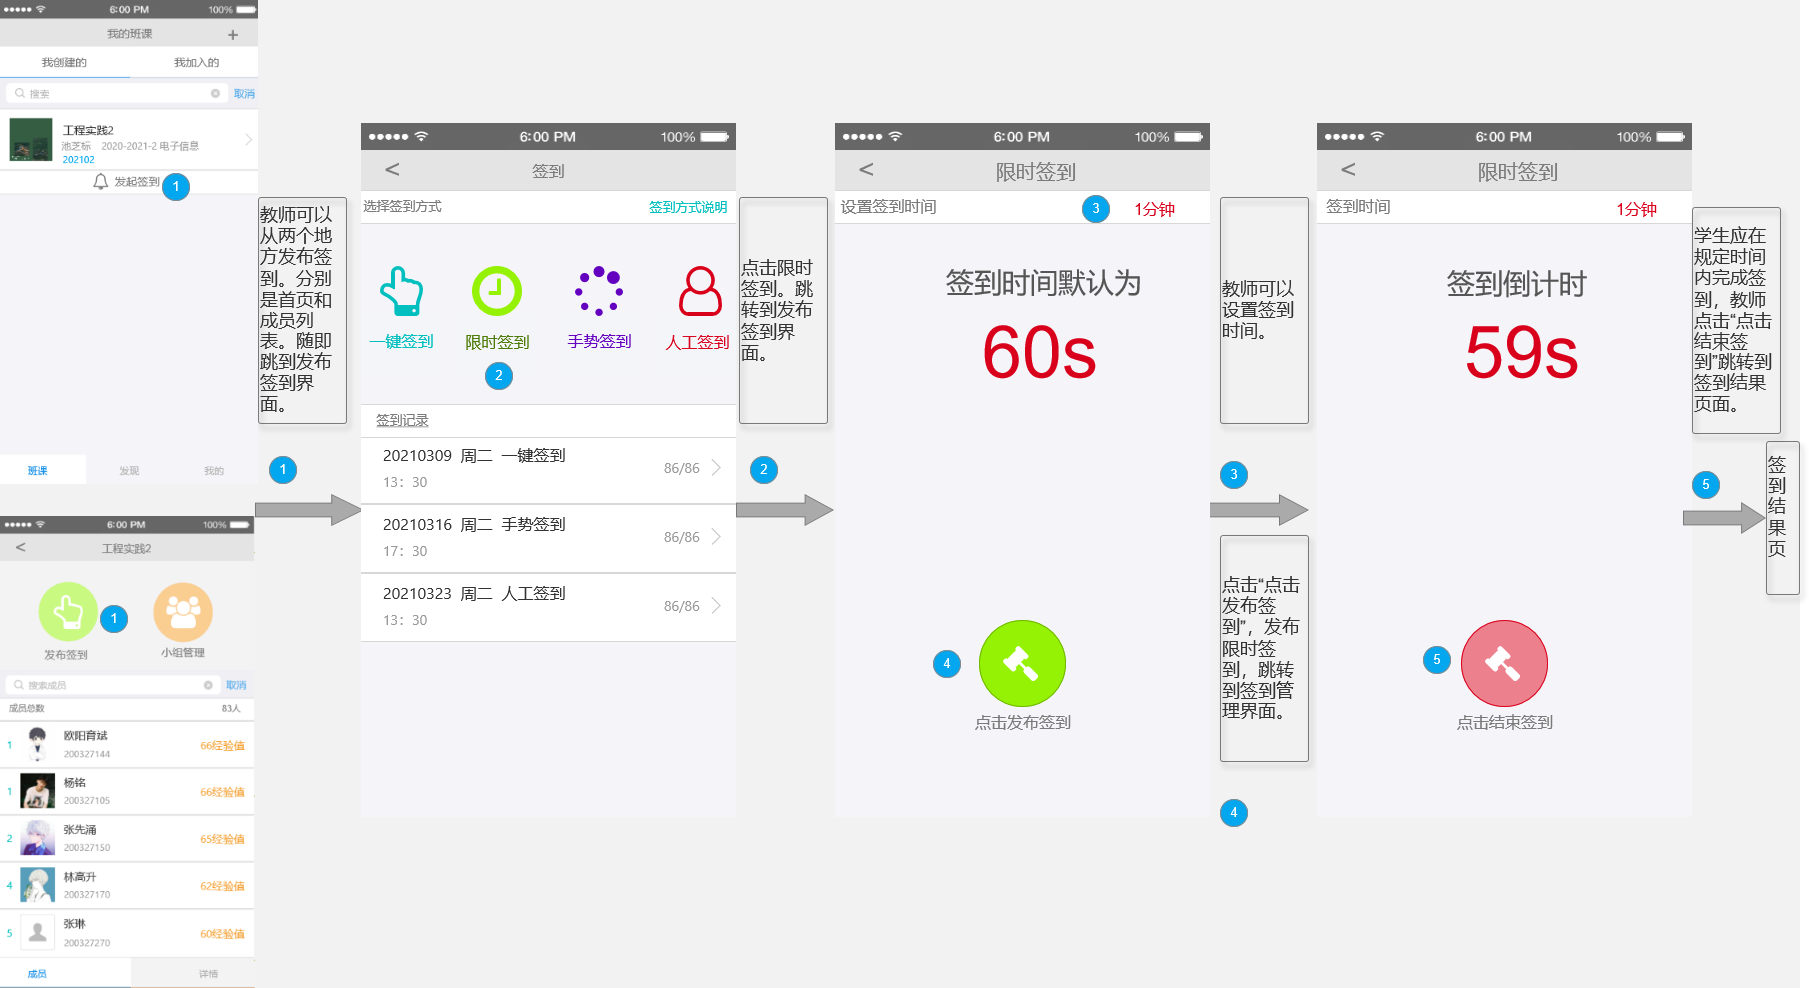 6:00 PM
100%
我的班课
+
我创建的
我加入的
搜索
取消
工程实践2
池芝标 2020-2021-2 电子信息
202102
发起签到
1
班课
发现
我的
6:00 PM
100%
<
工程实践2
1
发布签到
小组管理
搜索成员
取消
成员总数
83人
1
欧阳育斌
200327144
66经验值
1
杨铭
200327105
66经验值
2
张先涌
200327150
65经验值
4
林高升
200327170
62经验值
5
张琳
200327270
60经验值
成员
详情
教师可以
从两个地
方发布签
到。分别
是首页和
成员列
表。随即
跳到发布
签到界
面。
1
6:00 PM
100%
<
签到
选择签到方式
签到方式说明
一键签到
限时签到
手势签到
人工签到
2
签到记录
20210309 周二 一键签到
13：30
86/86
20210316 周二 手势签到
17：30
86/86
20210323 周二 人工签到
13：30
86/86
点击限时
签到。跳
转到发布
签到界
面。
2
6:00 PM
100%
<
限时签到
设置签到时间
3
1分钟
签到时间默认为
60s
4
点击发布签到
教师可以
设置签到
时间。
3
点击“点击
发布签
到”，发布
限时签
到，跳转
到签到管
理界面。
4
6:00 PM
100%
<
限时签到
签到时间
1分钟
签到倒计时
59s
5
点击结束签到
学生应在
规定时间
内完成签
到，教师
点击“点击
结束签
到”跳转到
签到结果
页面。
5
签
到
结
果
页